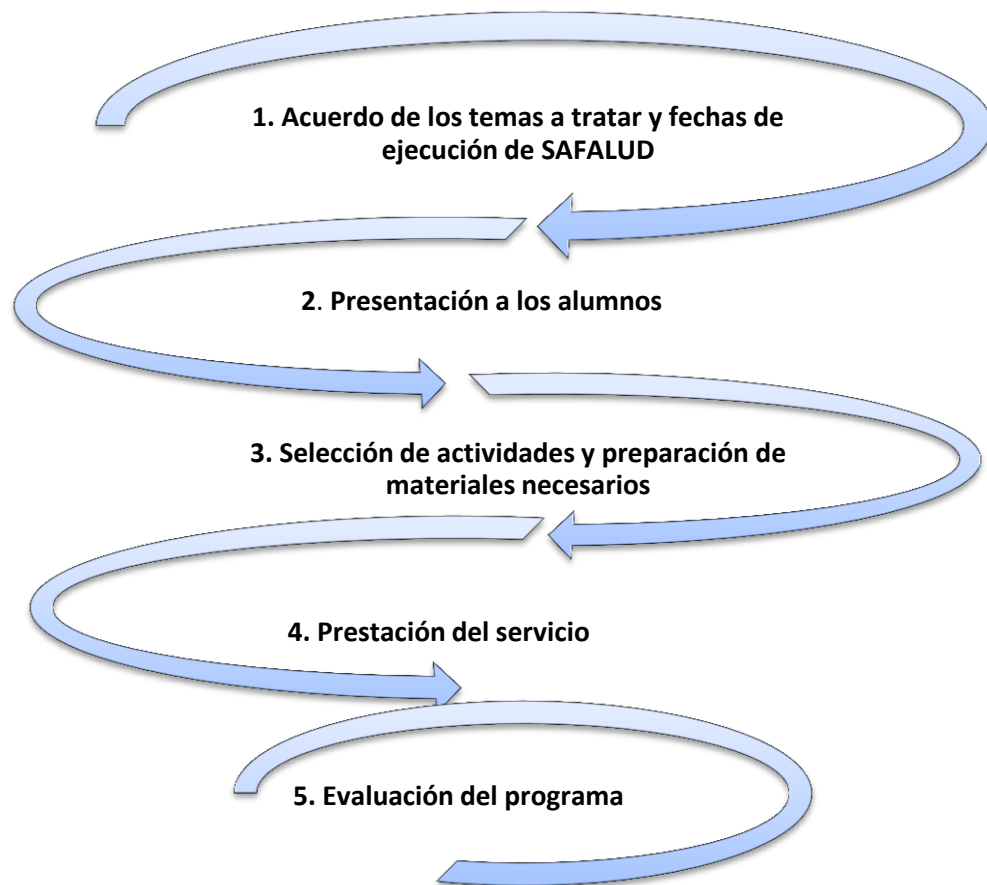 1. Acuerdo de los temas a tratar y fechas de
ejecución de SAFALUD
2. Presentación a los alumnos
3. Selección de actividades y preparación de
materiales necesarios
4. Prestación del servicio
5. Evaluación del programa